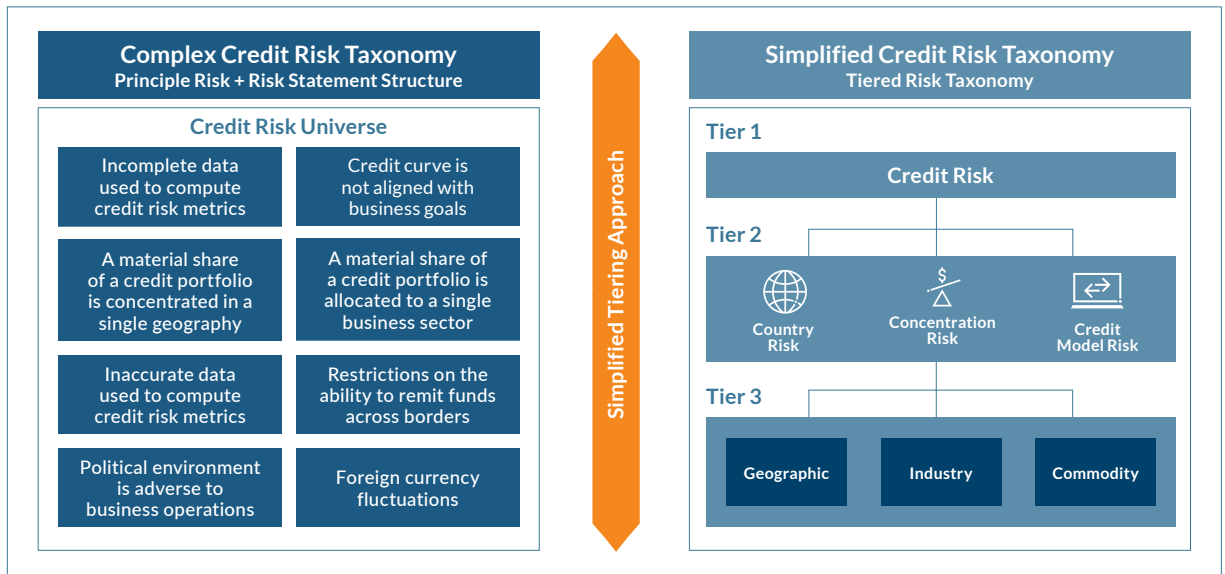 Complex Credit Risk Taxonomy
Principle Risk + Risk Statement Structure
Credit Risk Universe
Incomplete data
used to compute
credit risk metrics
Credit curve is
not aligned with
business goals
A material share
of a credit portfolio
is concentrated in a
single geography
A material share of
a credit portfolio is
allocated to a single
business sector
Inaccurate data
used to compute
credit risk metrics
Restrictions on the
ability to remit funds
across borders
Political environment
is adverse to
business operations
Foreign currency
fluctuations
Simplified Tiering Approach
Simplified Credit Risk Taxonomy
Tiered Risk Taxonomy
Tier 1
Credit Risk
Tier 2
Country
Risk
$
Concentration
Risk
Credit
Model Risk
Tier 3
Geographic
Industry
Commodity